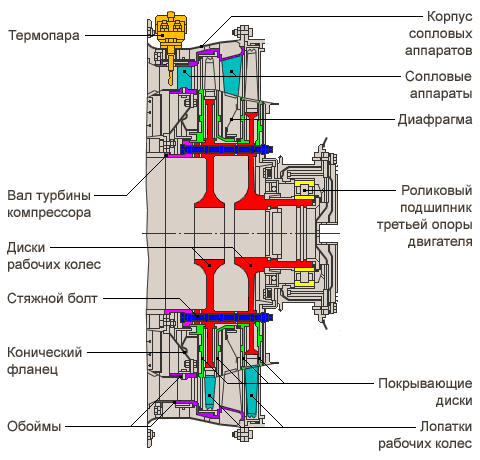 Термопара
Корпус
сопловых
аппаратов
Сопловые
аппараты
Диафрагма
Вал турбины
компрессора
Роликовый
подшипник
третьей опоры
двигателя
Диски
рабочих колес
Стяжной болт
Конический
фланец
Покрывающие
диски
Обоймы
Лопатки
рабочих колес